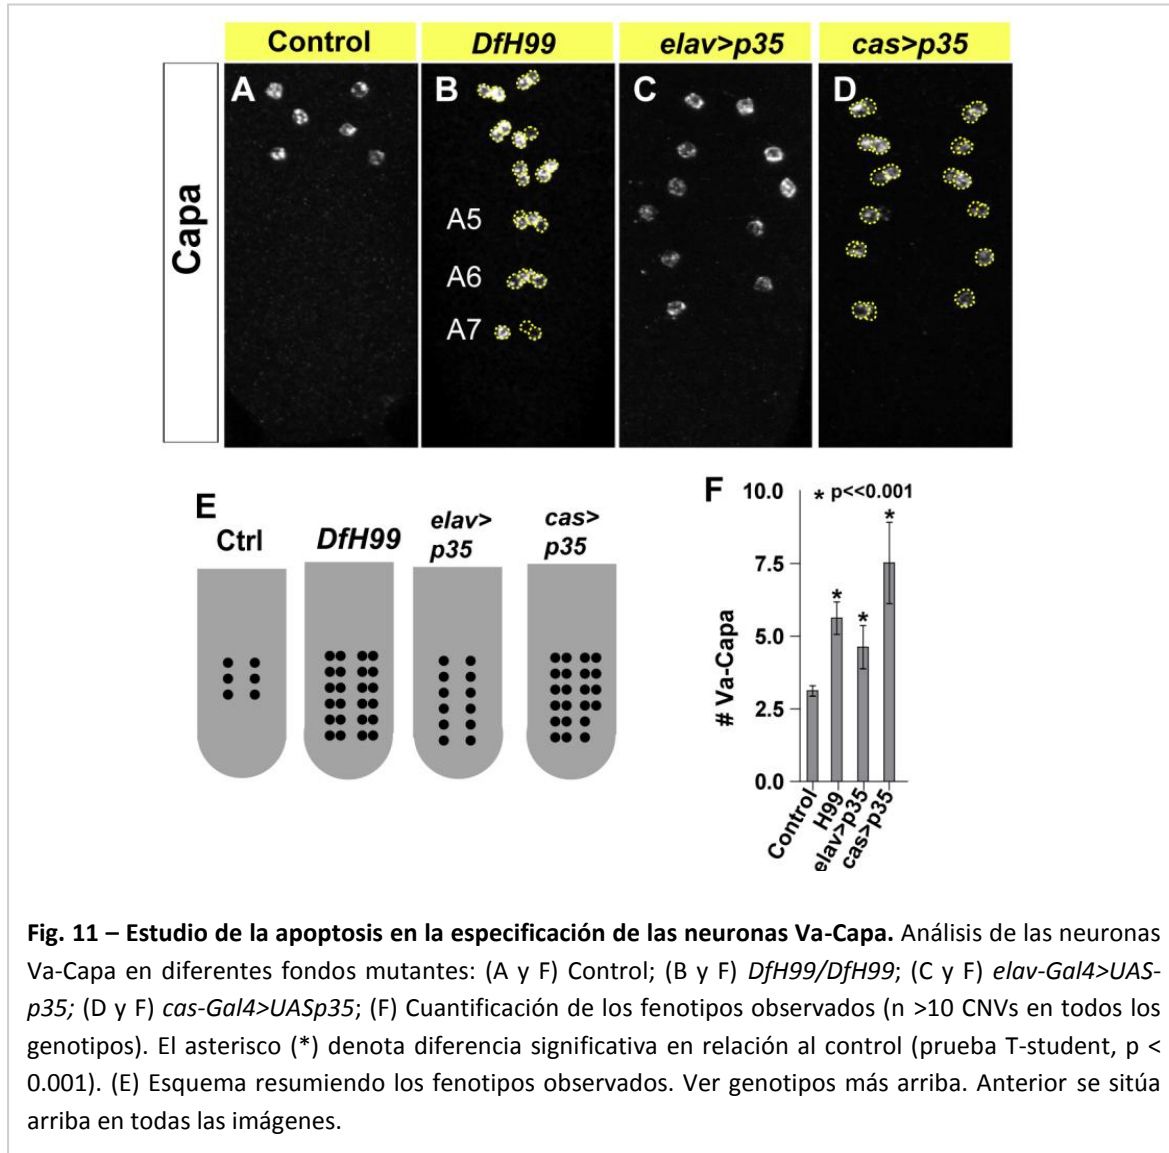 Control
DfH99
elav>p35
cas>p35
Capa
A
B
C
D
A5
A6
A7
E
Ctrl
DfH99
elav>
p35
cas>
p35
F
10.0
* p<<0.001
7.5
5.0
2.5
0.0
# Va-Capa
*
*
*
Control
H99
elav>p35
cas>p35
Fig. 11 – Estudio de la apoptosis en la especificación de las neuronas Va-Capa. Análisis de las neuronas
Va-Capa en diferentes fondos mutantes: (A y F) Control; (B y F) DfH99/DfH99; (C y F) elav-Gal4>UAS-
p35; (D y F) cas-Gal4>UASp35; (F) Cuantificación de los fenotipos observados (n >10 CNVs en todos los
genotipos). El asterisco (*) denota diferencia significativa en relación al control (prueba T-student, p <
0.001). (E) Esquema resumiendo los fenotipos observados. Ver genotipos más arriba. Anterior se sitúa
arriba en todas las imágenes.